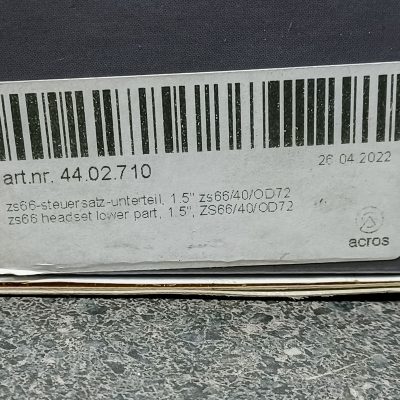 art.nr. 44.02.710
26 04 2022
zs66-steuersatz-unterteil, 1.5" zs66/40/OD72
zs66 headset lower part, 1.5", ZS66/40/OD72
acros